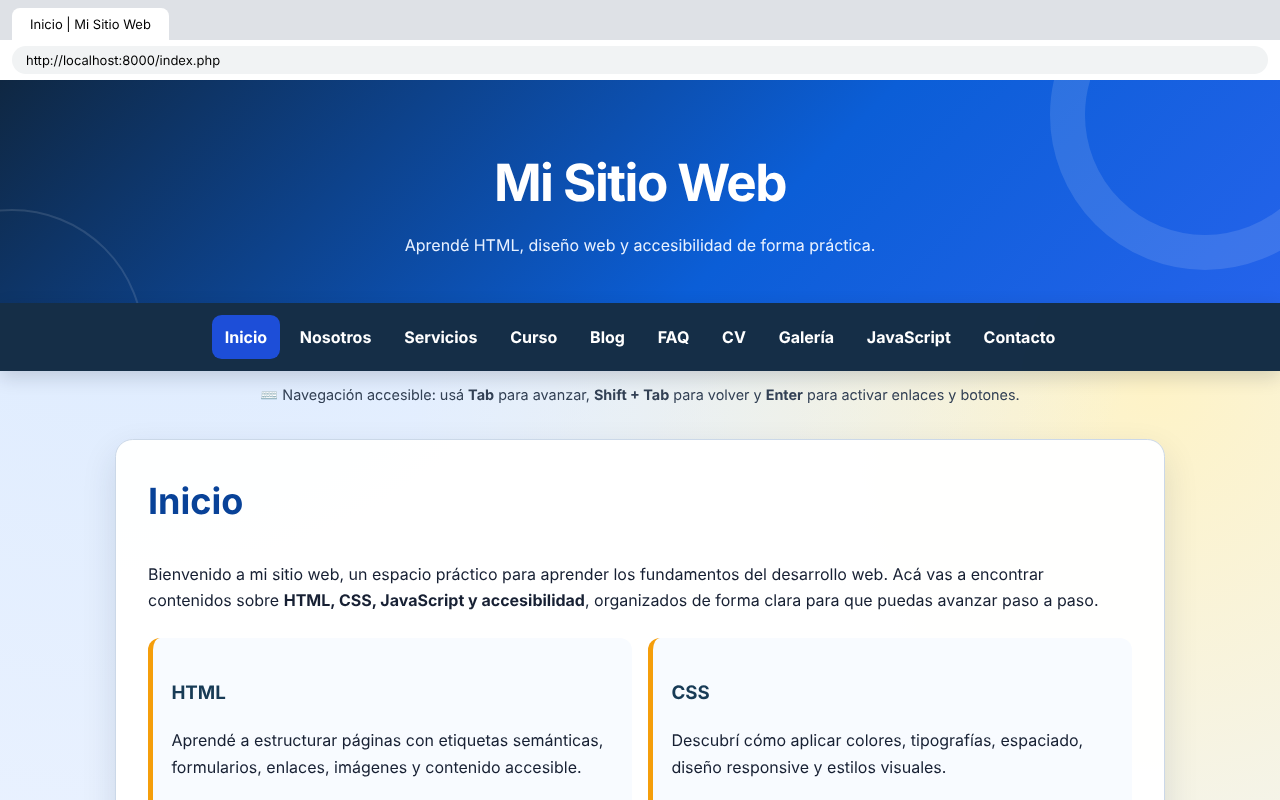 Inicio | Mi Sitio Web
http://localhost:8000/index.php
Mi Sitio Web
Aprendé HTML, diseño web y accesibilidad de forma práctica.
Inicio Nosotros Servicios Curso Blog FAQ CV Galería JavaScript Contacto
⌨️ Navegación accesible: usá Tab para avanzar, Shift + Tab para volver y Enter para activar enlaces y botones.
Inicio
Bienvenido a mi sitio web, un espacio práctico para aprender los fundamentos del desarrollo web. Acá vas a encontrar
contenidos sobre HTML, CSS, JavaScript y accesibilidad, organizados de forma clara para que puedas avanzar paso a paso.
HTML
Aprendé a estructurar páginas con etiquetas semánticas,
formularios, enlaces, imágenes y contenido accesible.
CSS
Descubrí cómo aplicar colores, tipografías, espaciado,
diseño responsive y estilos visuales.